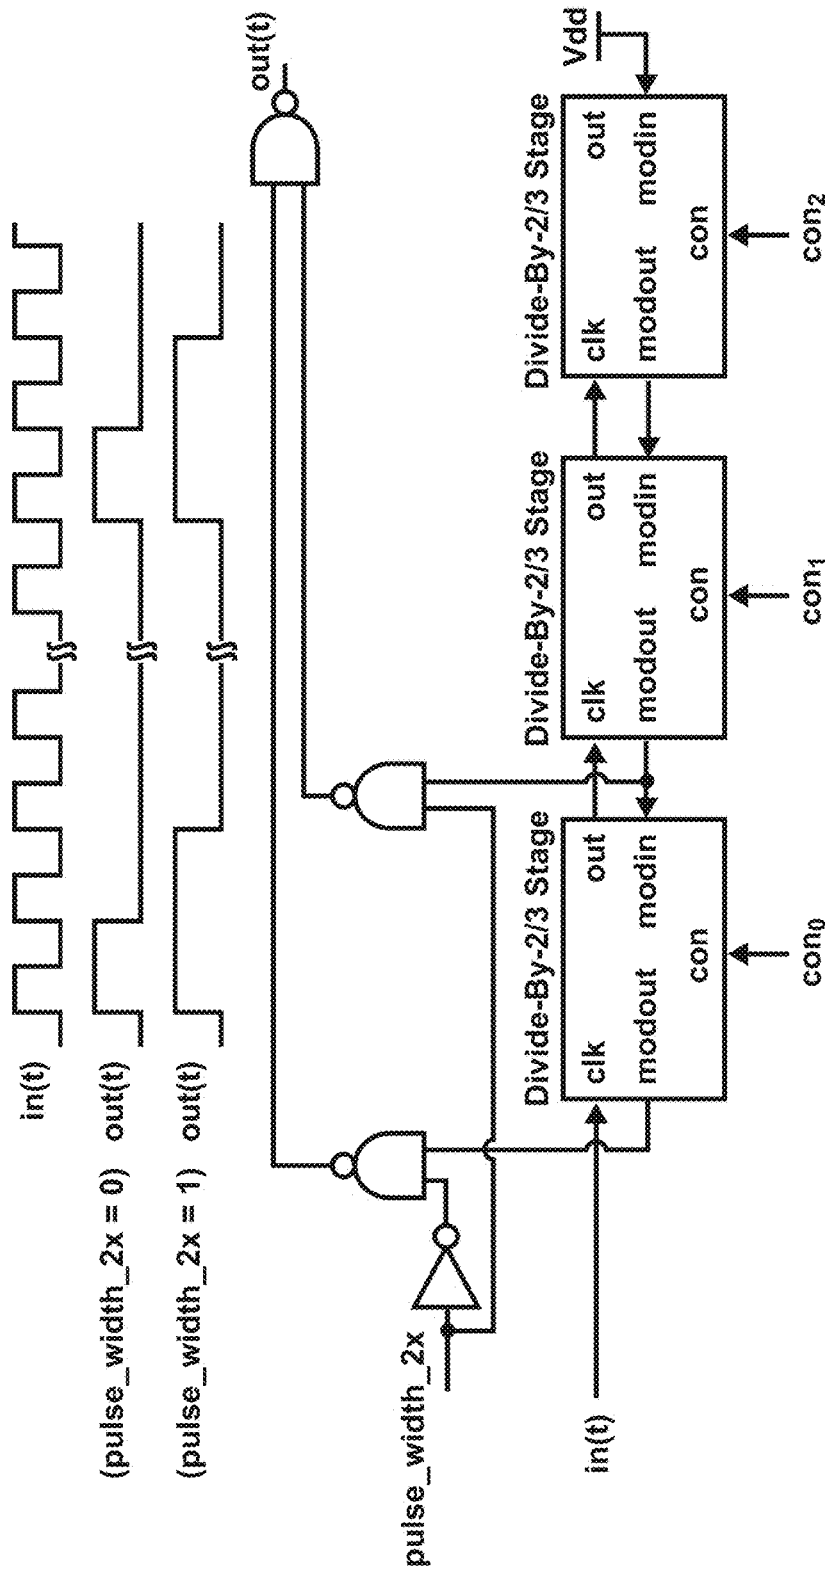 in(t)
(pulse_width_2x = 0) out(t)
(pulse_width_2x = 1) out(t)
out(t)
pulse_width_2x
in(t)
Divide-By-2/3 Stage
clk out
modout modin
con
con0
Divide-By-2/3 Stage
clk out
modout modin
con
con1
Divide-By-2/3 Stage
clk out
modout modin
con
con2
Vdd